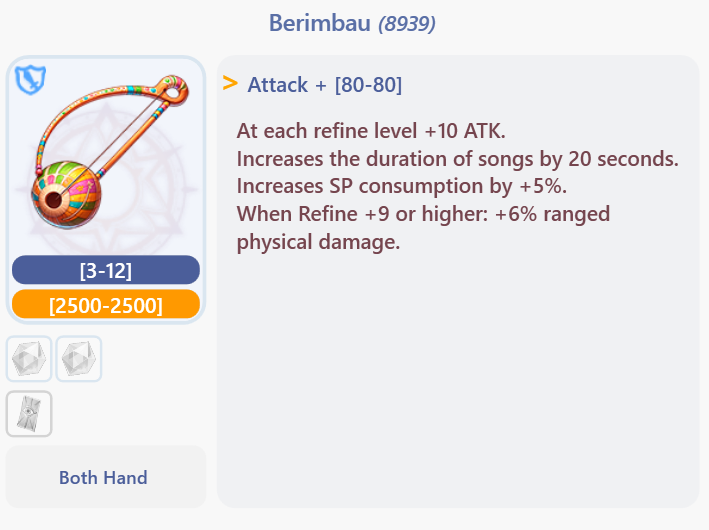 Berimbau (8939)
> Attack + [80-80]
At each refine level +10 ATK.
Increases the duration of songs by 20 seconds.
Increases SP consumption by +5%.
When Refine +9 or higher: +6% ranged
physical damage.
[3-12]
[2500-2500]
Both Hand